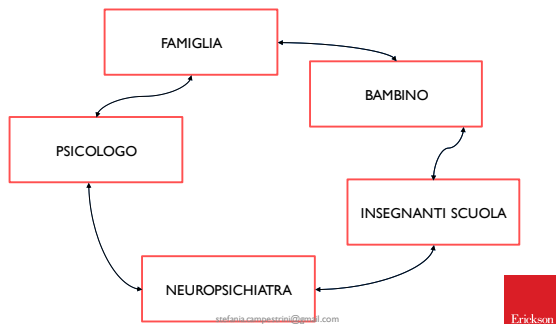 FAMIGLIA
BAMBINO
PSICOLOGO
INSEGNANTI SCUOLA
NEUROPSICHIATRA
stefania.campestrini@gmail.com
Erickson